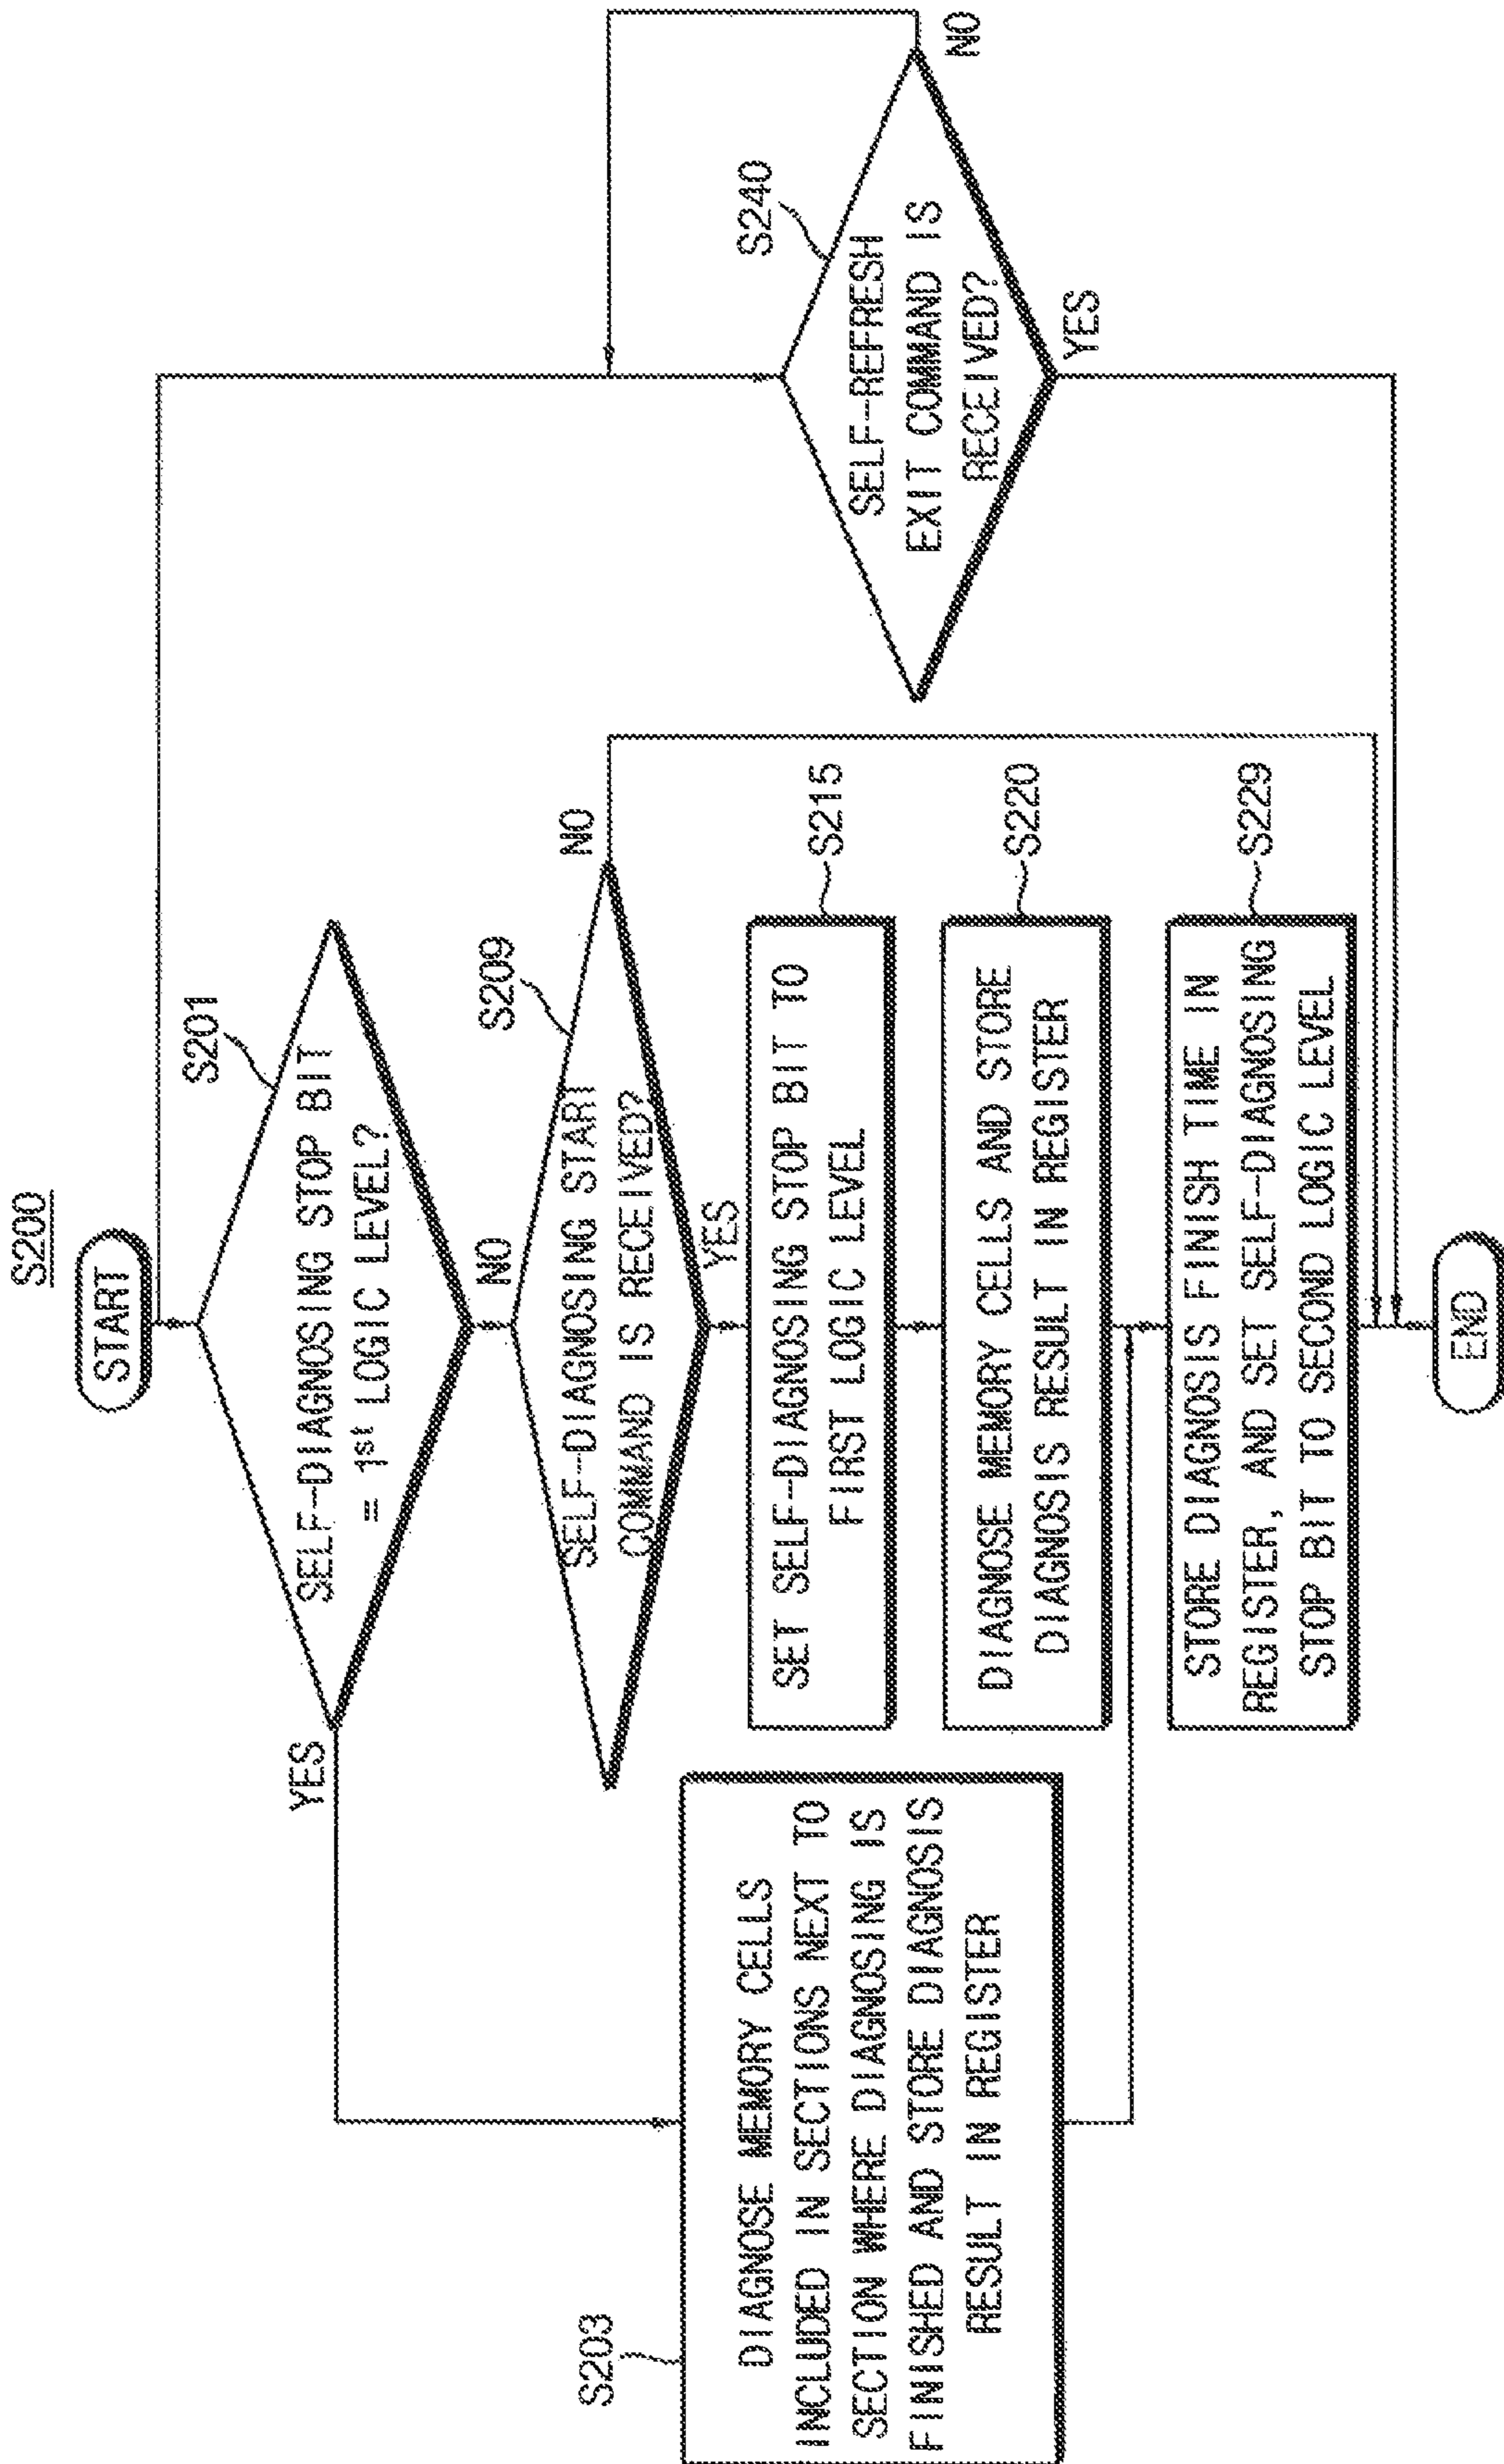 S200
START
S201
SELF-DIAGNOSING STOP BIT
= 1st LOGIC LEVEL?
YES
NO
S203
DIAGNOSE MEMORY CELLS
INCLUDED IN SECTIONS NEXT TO
SECTION WHERE DIAGNOSING IS
FINISHED AND STORE DIAGNOSIS
RESULT IN REGISTER
S209
SELF-DIAGNOSING START
COMMAND IS RECEIVED?
NO
YES
S215
SET SELF-DIAGNOSING STOP BIT TO
FIRST LOGIC LEVEL
S220
DIAGNOSE MEMORY CELLS AND STORE
DIAGNOSIS RESULT IN REGISTER
S229
STORE DIAGNOSIS FINISH TIME IN
REGISTER, AND SET SELF-DIAGNOSING
STOP BIT TO SECOND LOGIC LEVEL
S240
SELF-REFRESH
EXIT COMMAND IS
RECEIVED?
NO
YES
END